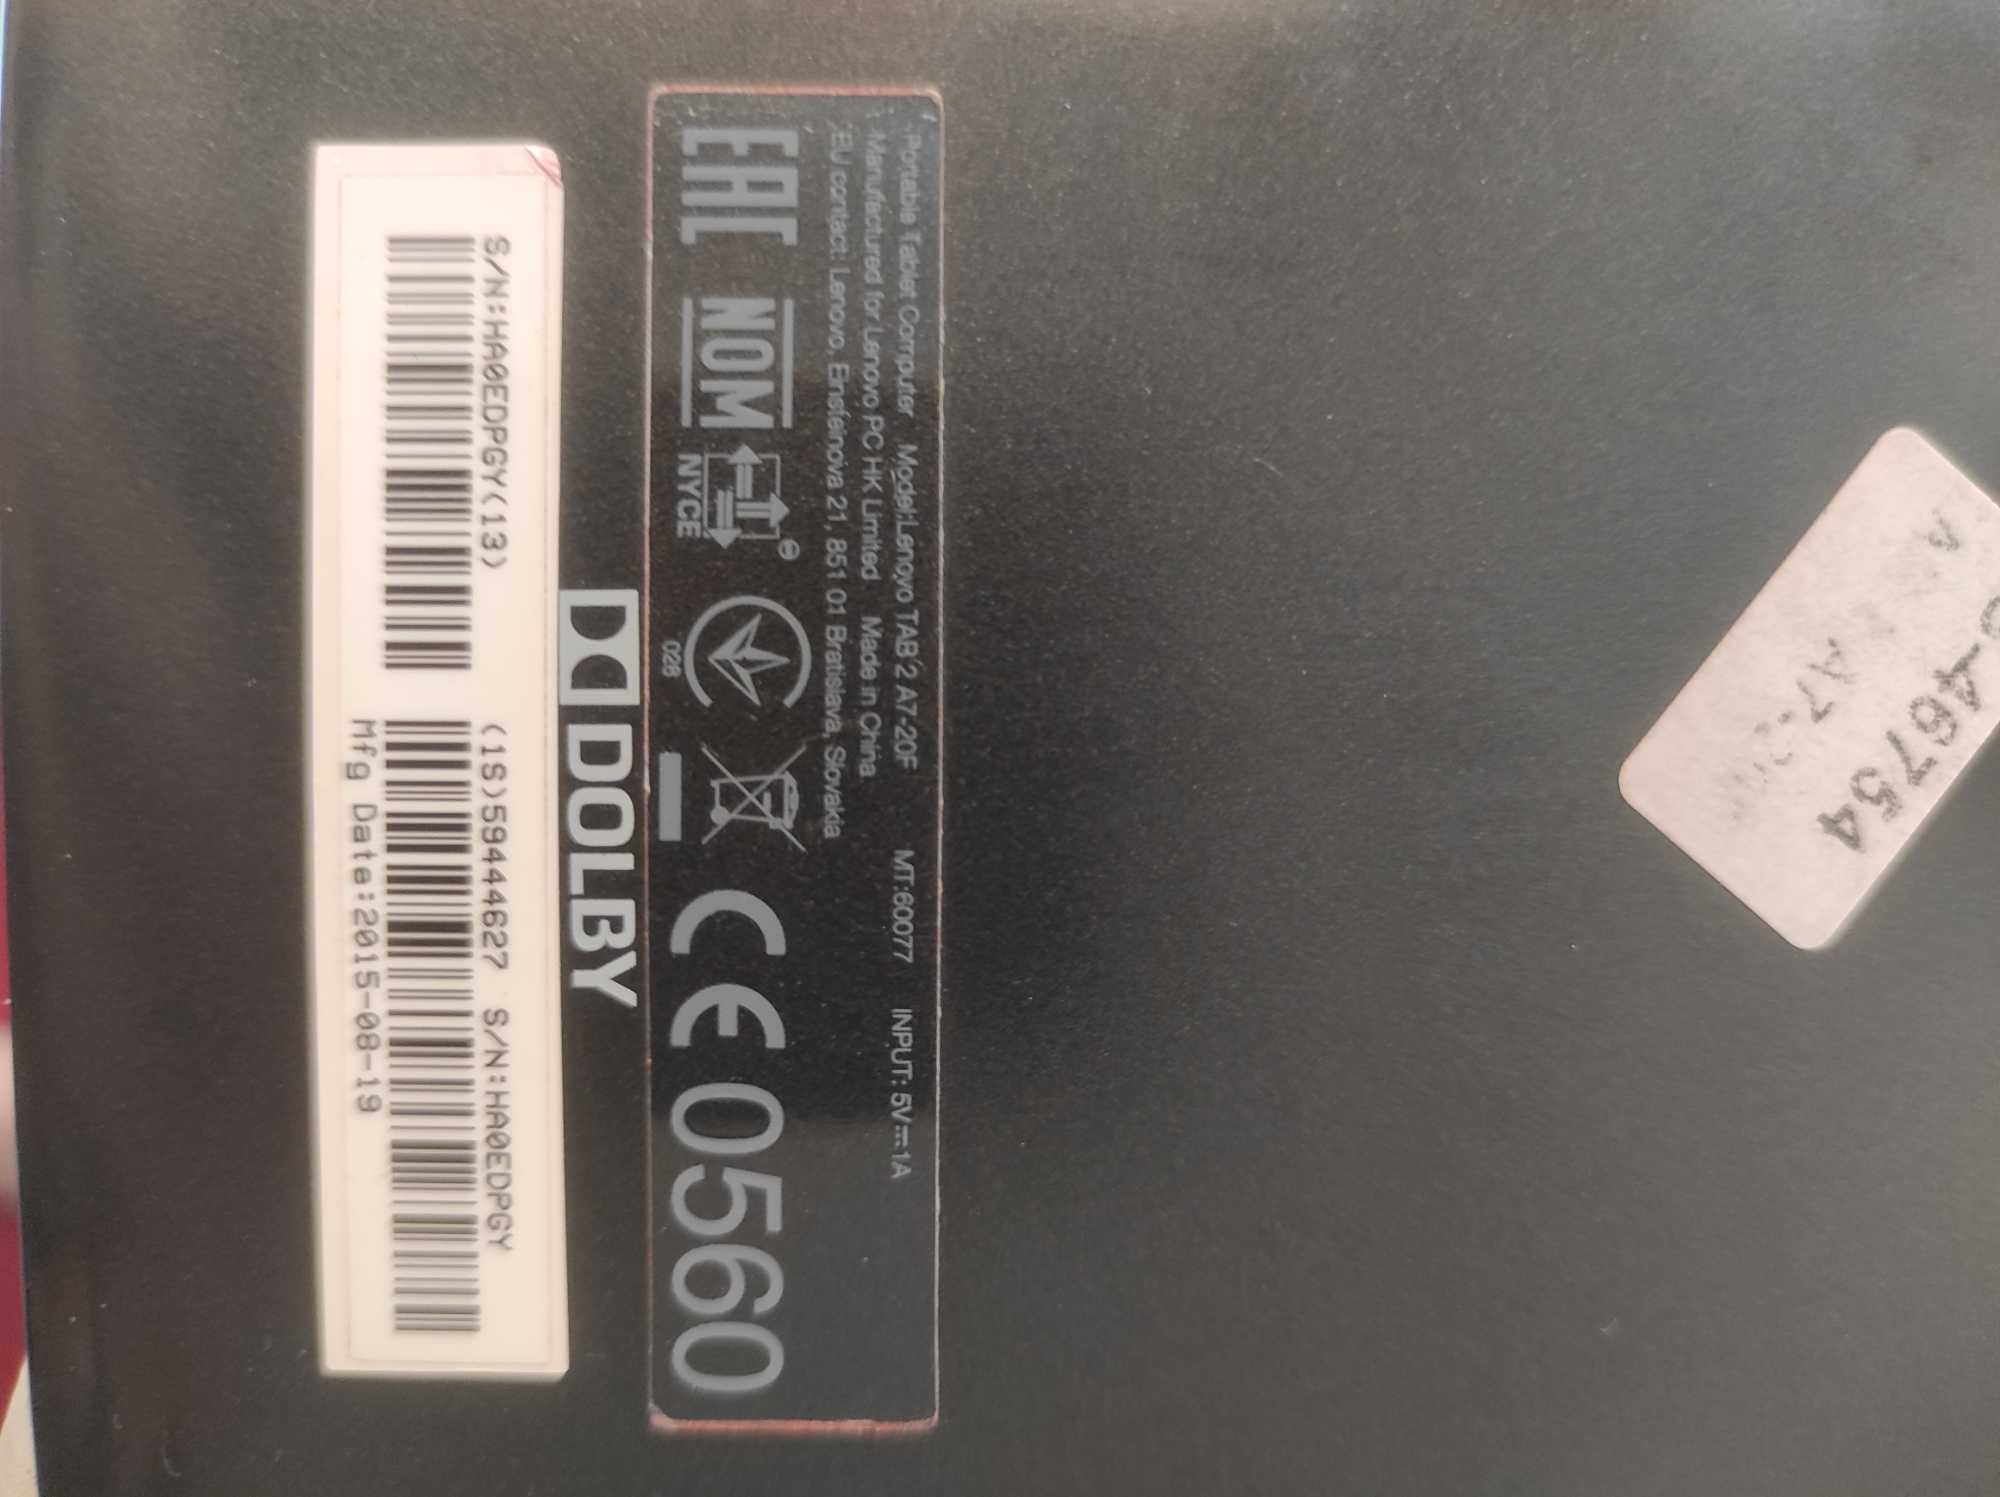 Portable Tablet Computer Model:Lenovo TAB 2 A7-20F MT:60077 INPUT: 5V⎓1A
Manufactured for Lenovo PC HK Limited Made in China
EU contact: Lenovo, Einsteinova 21, 851 01 Bratislava, Slovakia
EAC NOM NYCE ® 028 CE 0560
DOLBY
S/N:HA0EDPGY(13) (1S)59444627 S/N:HA0EDPGY
Mfg Date:2015-08-19
-46754
A7-20